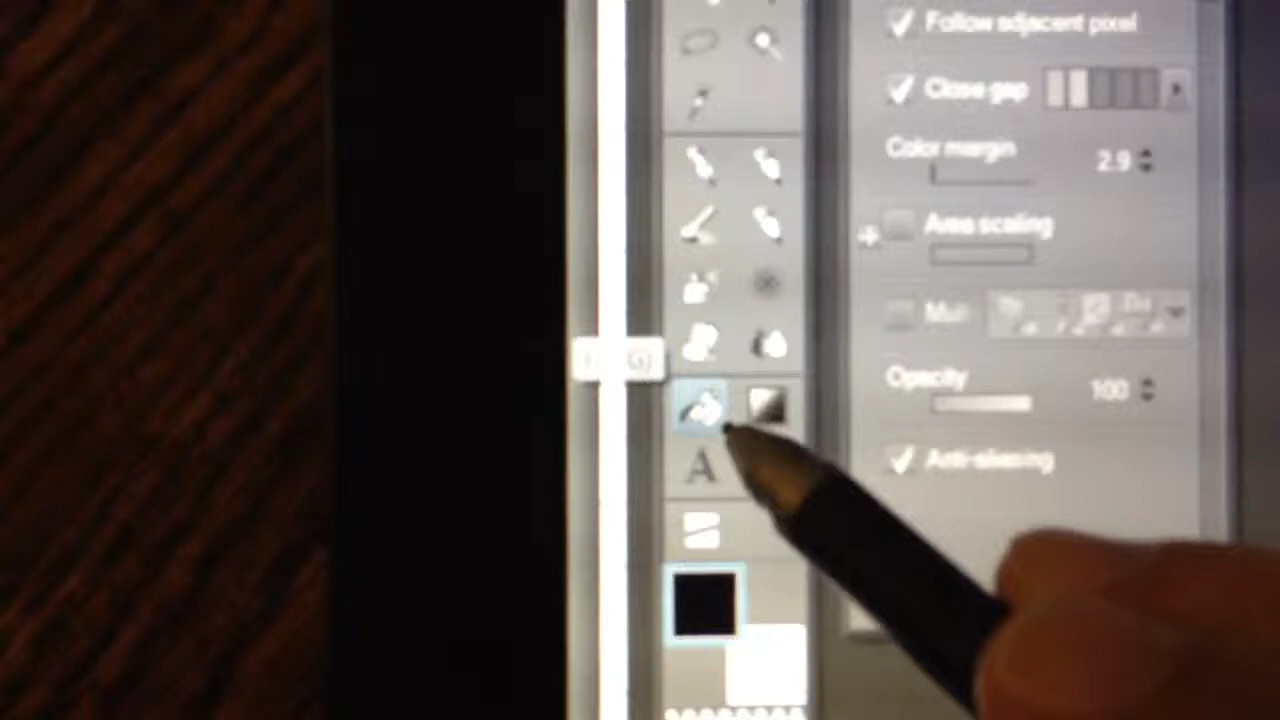 Follow adjacent pixel
Close gap
Color margin 2.9
Area scaling
Opacity 100
Anti-aliasing
A